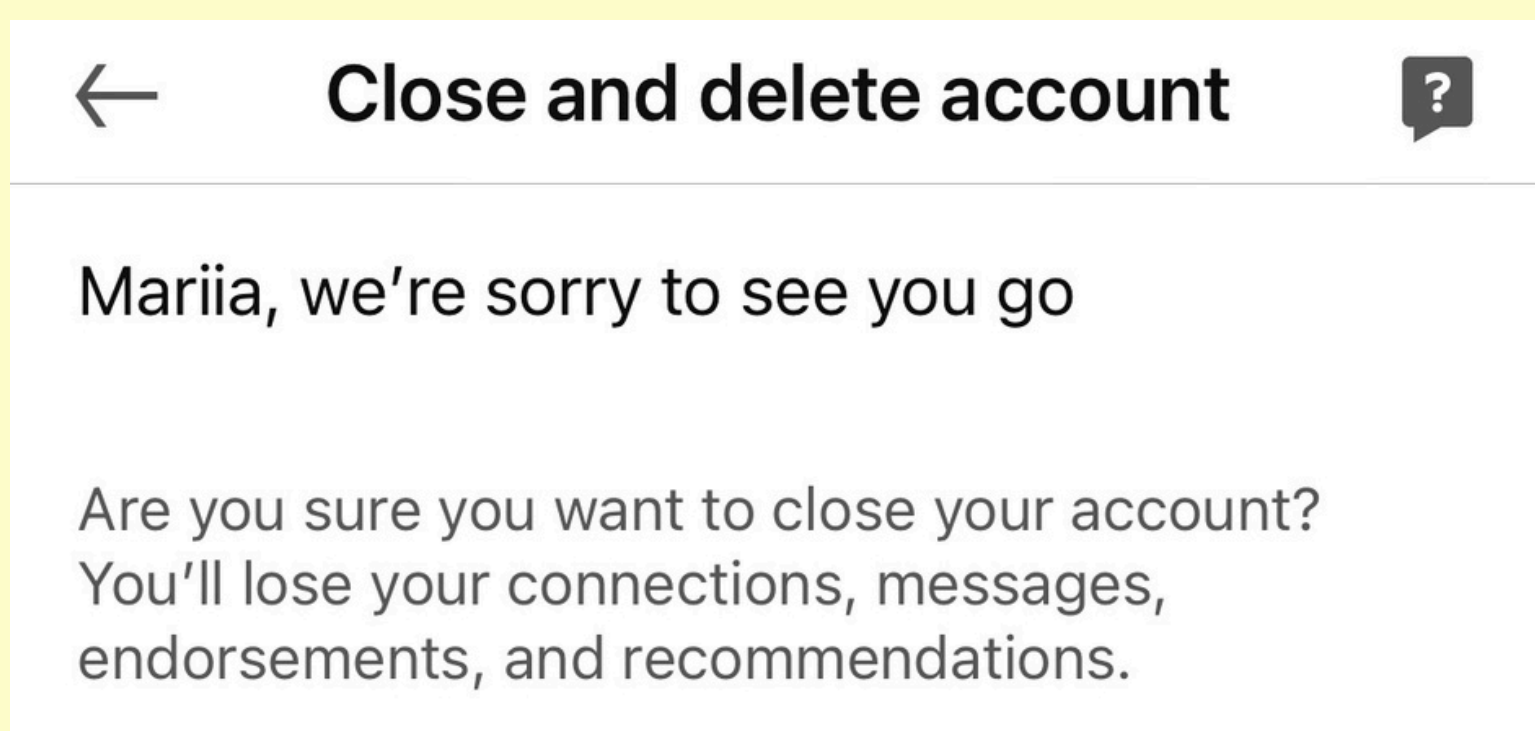 Close and delete account
?
Mariia, we’re sorry to see you go
Are you sure you want to close your account?
You’ll lose your connections, messages,
endorsements, and recommendations.